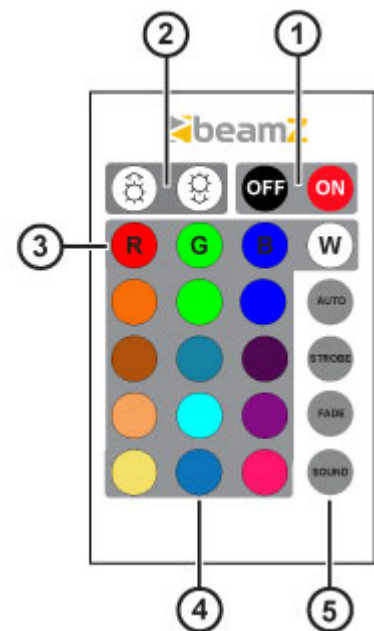 2 1
beamZ
OFF ON
3 R G B W
AUTO
STROBE
FADE
SOUND
4 5